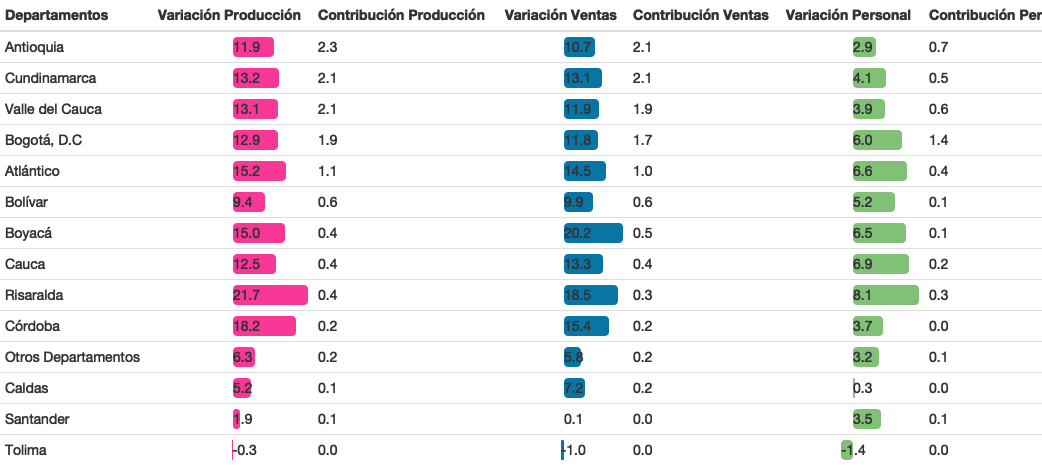 Departamentos Variación Producción Contribución Producción Variación Ventas Contribución Ventas Variación Personal Contribución Per
Antioquia 11.9 2.3 10.7 2.1 2.9 0.7
Cundinamarca 13.2 2.1 13.1 2.1 4.1 0.5
Valle del Cauca 13.1 2.1 11.9 1.9 3.9 0.6
Bogotá, D.C 12.9 1.9 11.8 1.7 6.0 1.4
Atlántico 15.2 1.1 14.5 1.0 6.6 0.4
Bolívar 9.4 0.6 9.9 0.6 5.2 0.1
Boyacá 15.0 0.4 20.2 0.5 6.5 0.1
Cauca 12.5 0.4 13.3 0.4 6.9 0.2
Risaralda 21.7 0.4 18.5 0.3 8.1 0.3
Córdoba 18.2 0.2 15.4 0.2 3.7 0.0
Otros Departamentos 6.3 0.2 5.8 0.2 3.2 0.1
Caldas 5.2 0.1 7.2 0.2 0.3 0.0
Santander 1.9 0.1 0.1 0.0 3.5 0.1
Tolima -0.3 0.0 -1.0 0.0 -1.4 0.0